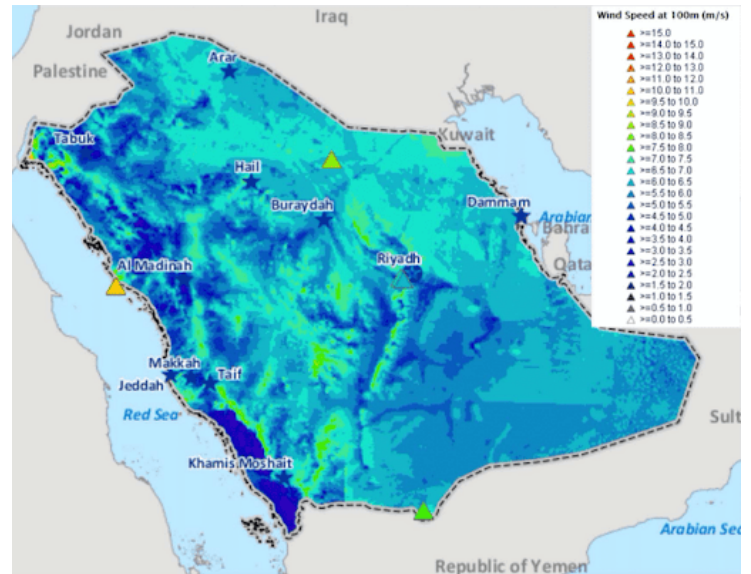 Iraq
Jordan
Palestine
Arar
Kuwait
Tabuk
Hail
Buraydah
Dammam
Arabian
Bahra
Qata
Riyadh
Al Madinah
Makkah
Jeddah
Taif
Red Sea
Khamis Moshait
Sult
Arabian Sea
Republic of Yemen
Wind Speed at 100m (m/s)
>=15.0
>=14.0 to 15.0
>=13.0 to 14.0
>=12.0 to 13.0
>=11.0 to 12.0
>=10.0 to 11.0
>=9.5 to 10.0
>=9.0 to 9.5
>=8.5 to 9.0
>=8.0 to 8.5
>=7.5 to 8.0
>=7.0 to 7.5
>=6.5 to 7.0
>=6.0 to 6.5
>=5.5 to 6.0
>=5.0 to 5.5
>=4.5 to 5.0
>=4.0 to 4.5
>=3.5 to 4.0
>=3.0 to 3.5
>=2.5 to 3.0
>=2.0 to 2.5
>=1.5 to 2.0
>=1.0 to 1.5
>=0.5 to 1.0
>=0.0 to 0.5